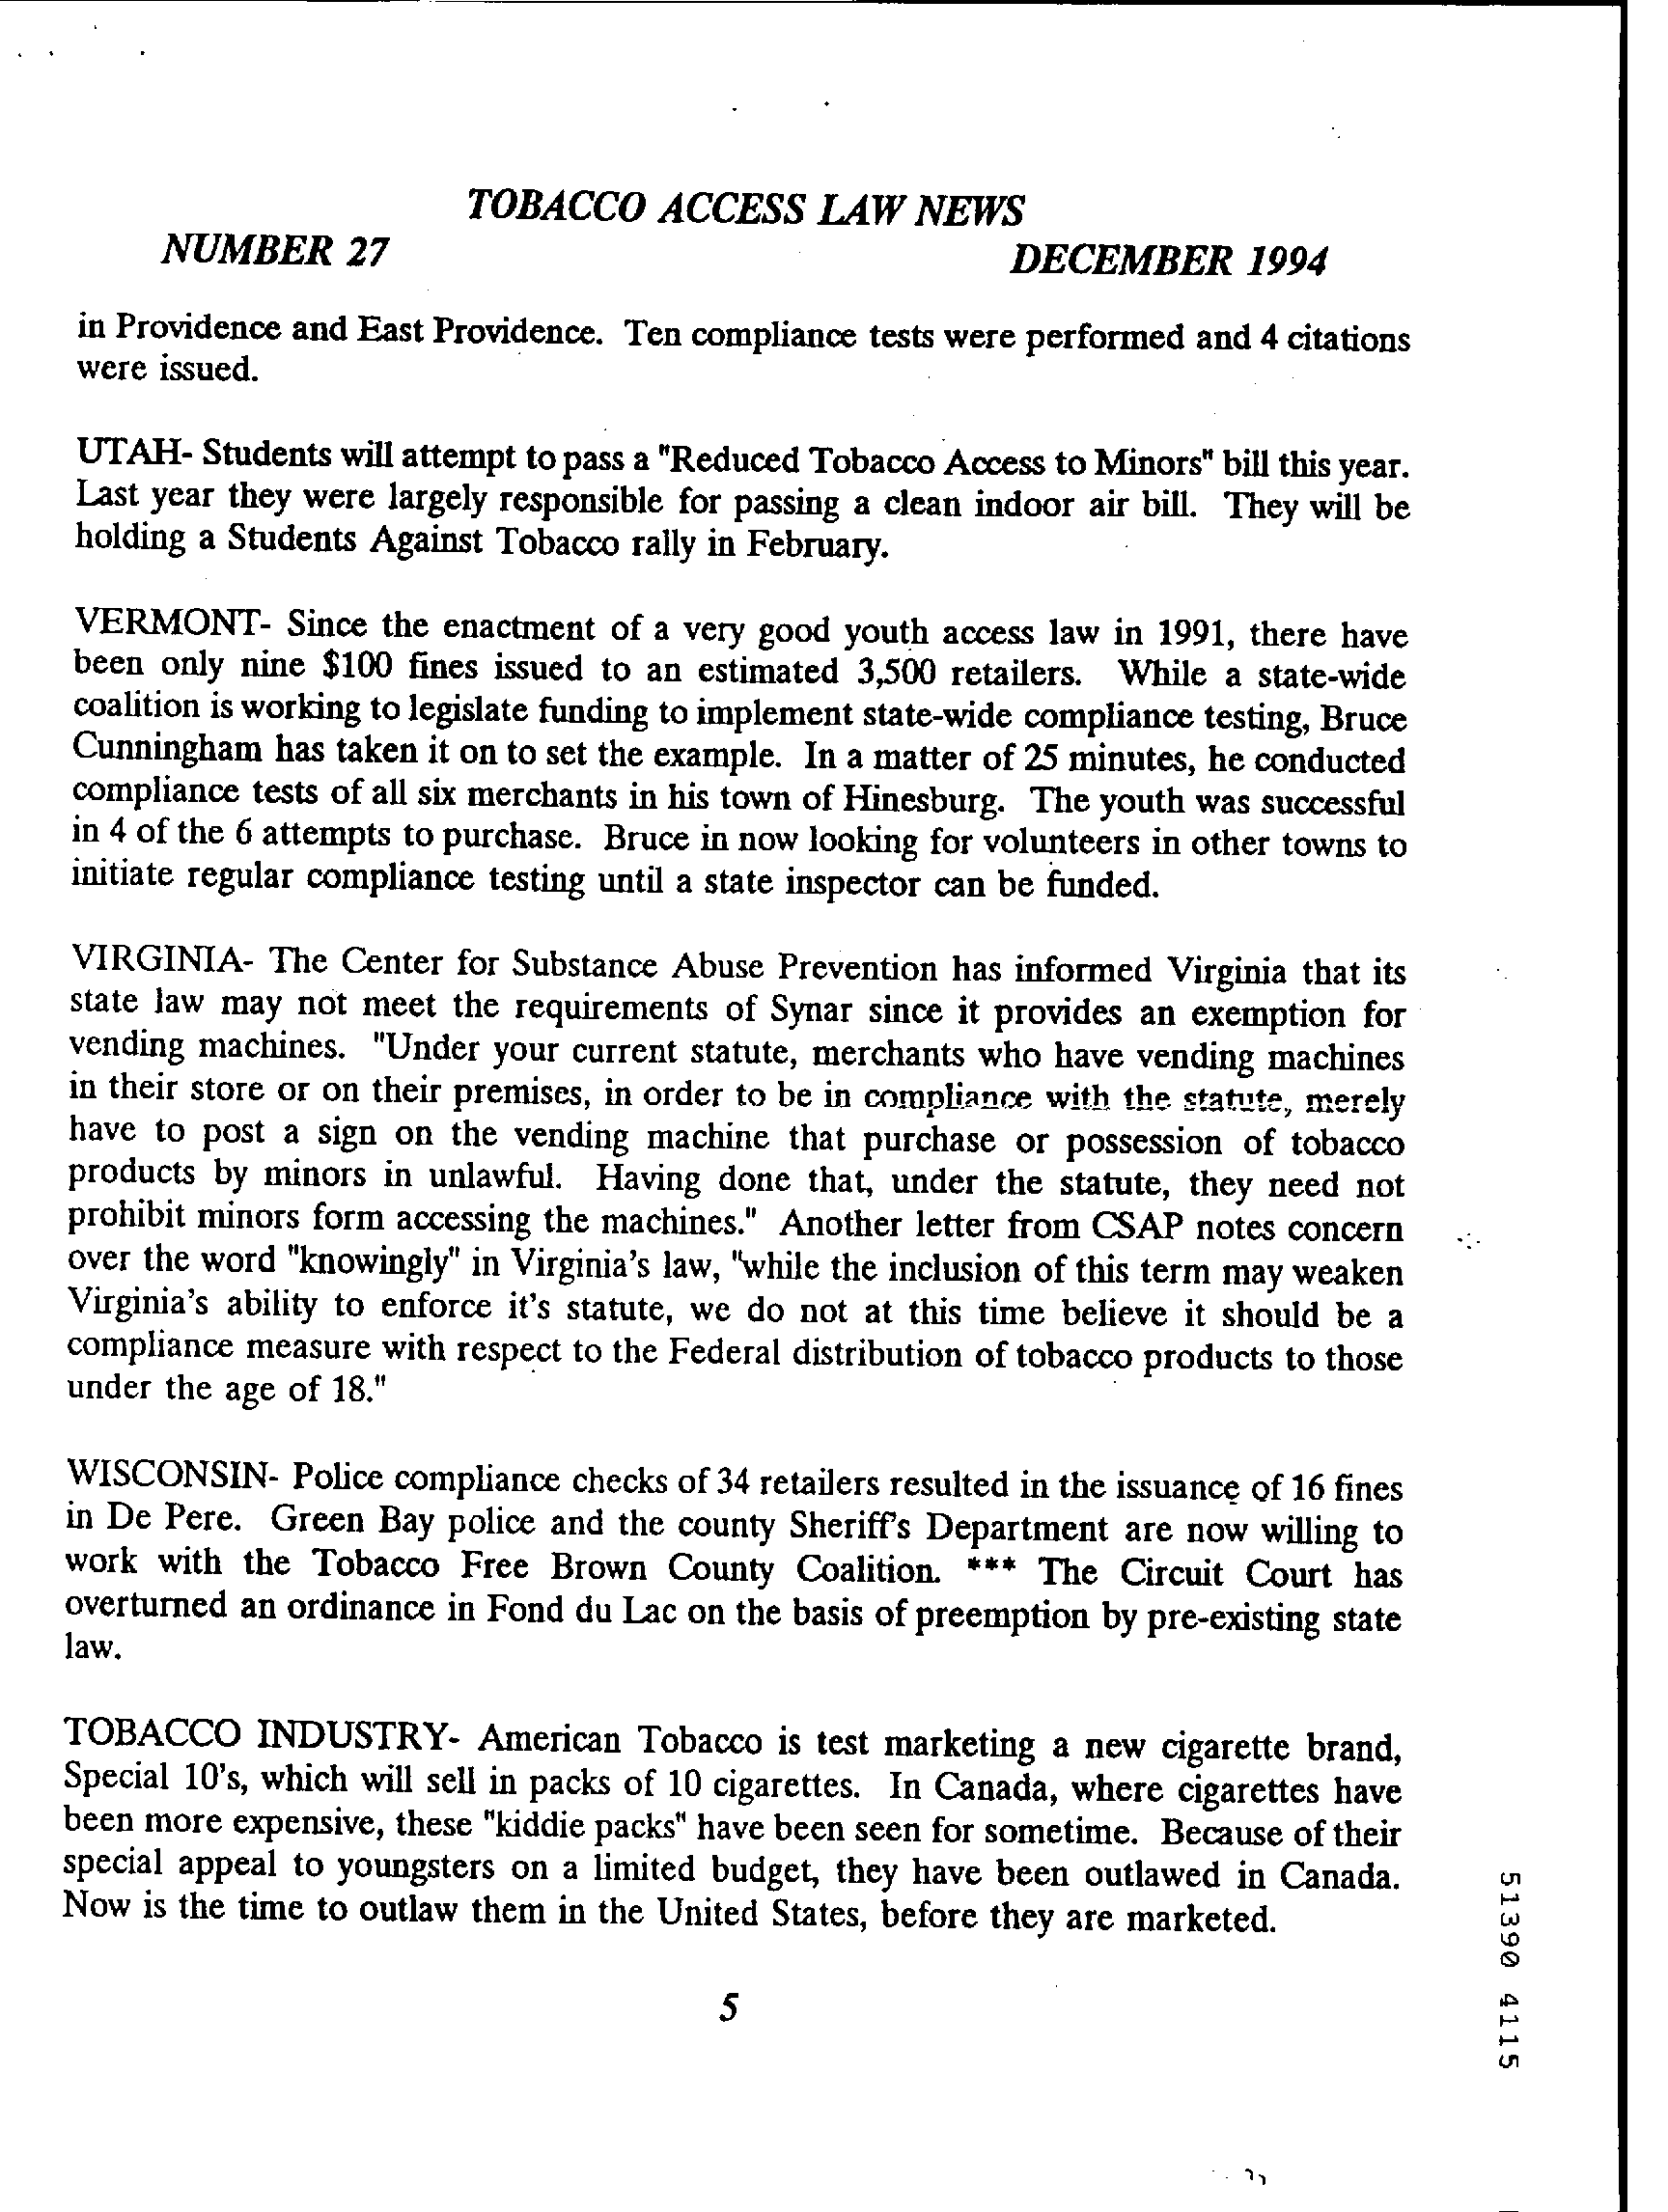 TOBACCO ACCESS LAW NEWS
NUMBER 27
DECEMBER 1994
in Providence and East Providence. Ten compliance tests were performed and 4 citations
were issued.
UTAH- Students will attempt to pass a "Reduced Tobacco Access to Minors" bill this year.
Last year they were largely responsible for passing a clean indoor air bill. They will be
holding a Students Against Tobacco rally in February.
VERMONT- Since the enactment of a very good youth access law in 1991, there have
been only nine $100 fines issued to an estimated 3,500 retailers. While a state-wide
coalition is working to legislate funding to implement state-wide compliance testing, Bruce
Cunningham has taken it on to set the example. In a matter of 25 minutes, he conducted
compliance tests of all six merchants in his town of Hinesburg. The youth was successful
in 4 of the 6 attempts to purchase. Bruce in now looking for volunteers in other towns to
initiate regular compliance testing until a state inspector can be funded.
VIRGINIA- The Center for Substance Abuse Prevention has informed Virginia that its
state law may not meet the requirements of Synar since it provides an exemption for
vending machines. "Under your current statute, merchants who have vending machines
in their store or on their premises, in order to be in compliance with the statute, merely
have to post a sign on the vending machine that purchase or possession of tobacco
products by minors in unlawful. Having done that, under the statute, they need not
prohibit minors form accessing the machines." Another letter from CSAP notes concern
over the word "knowingly" in Virginia's law, "while the inclusion of this term may weaken
Virginia's ability to enforce it's statute, we do not at this time believe it should be a
compliance measure with respect to the Federal distribution of tobacco products to those
under the age of 18."
WISCONSIN- Police compliance checks of 34 retailers resulted in the issuance of 16 fines
in De Pere. Green Bay police and the county Sheriff's Department are now willing to
work with the Tobacco Free Brown County Coalition. *** The Circuit Court has
overturned an ordinance in Fond du Lac on the basis of preemption by pre-existing state
law.
TOBACCO INDUSTRY- American Tobacco is test marketing a new cigarette brand,
Special 10's, which will sell in packs of 10 cigarettes. In Canada, where cigarettes have
been more expensive, these "kiddie packs" have been seen for sometime. Because of their
special appeal to youngsters on a limited budget, they have been outlawed in Canada.
Now is the time to outlaw them in the United States, before they are marketed.
5
51390 4115